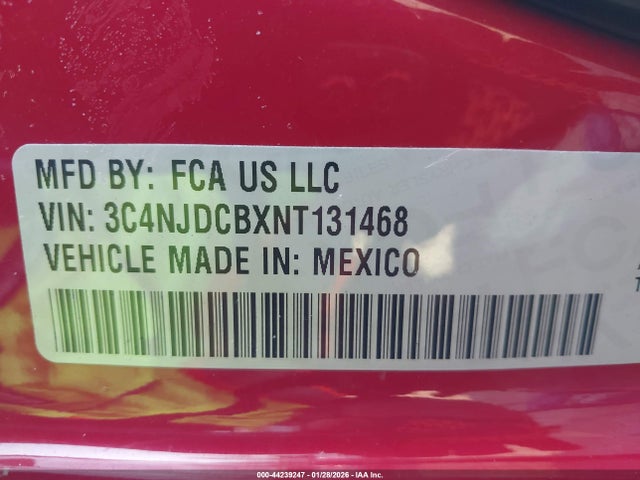 MFD BY: FCA US LLC
VIN: 3C4NJDCBXNT131468
VEHICLE MADE IN: MEXICO
000-44239247 - 01/28/2026 - IAA Inc.